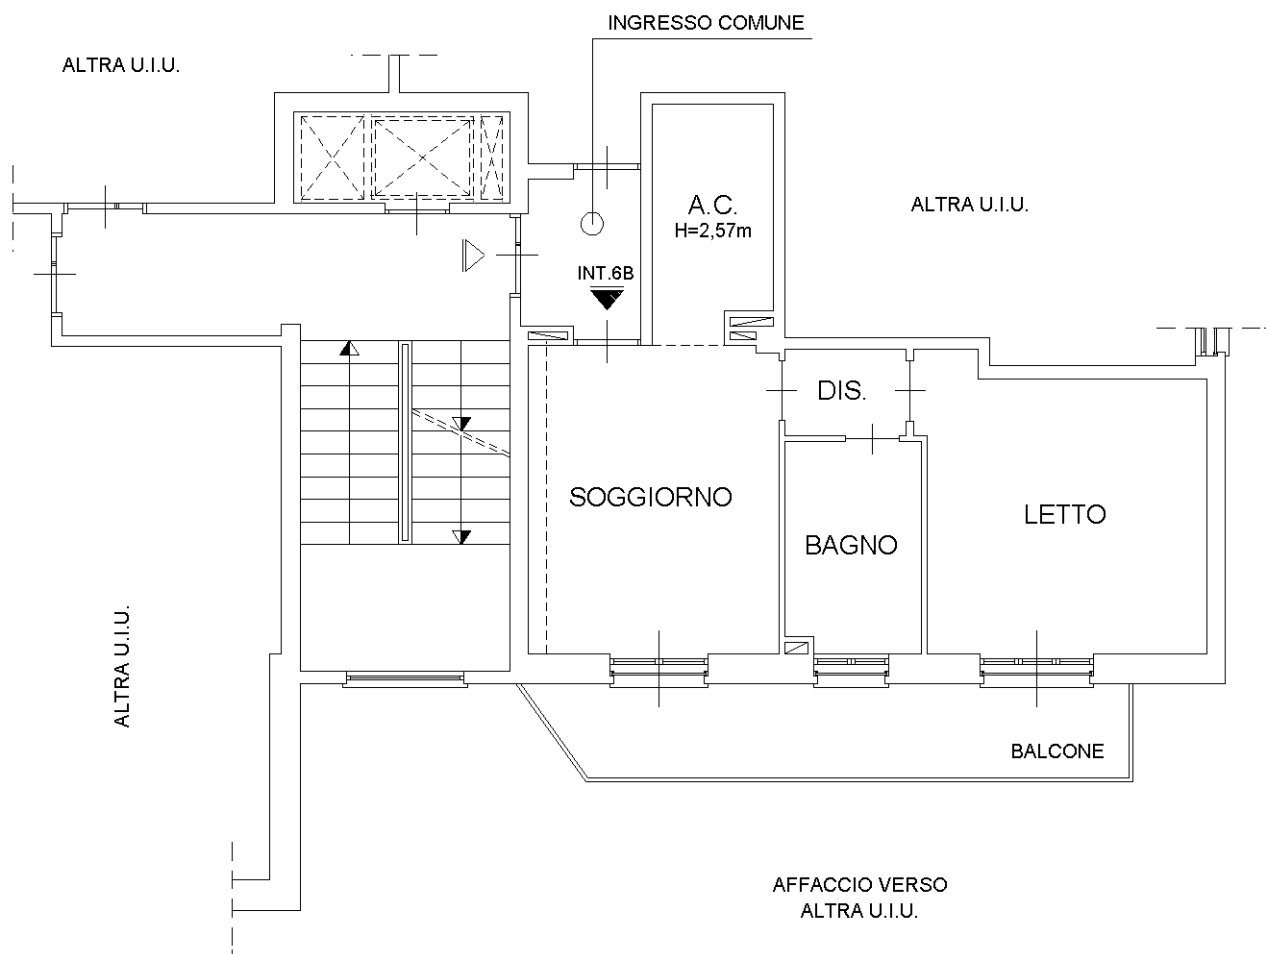 INGRESSO COMUNE
ALTRA U.I.U.
A.C.
H=2,57m
ALTRA U.I.U.
INT.6B
DIS.
SOGGIORNO
BAGNO
LETTO
ALTRA U.I.U.
BALCONE
AFFACCIO VERSO
ALTRA U.I.U.